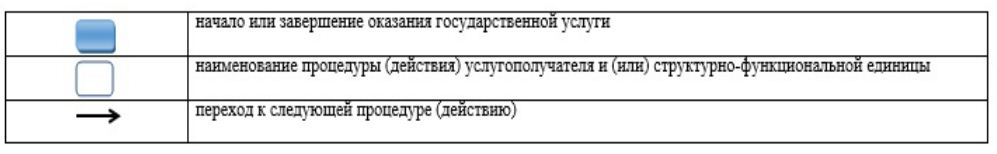 начало или завершение оказания государственной услуги
наименование процедуры (действия) услугополучателя и (или) структурно-функциональной единицы
переход к следующей процедуре (действию)